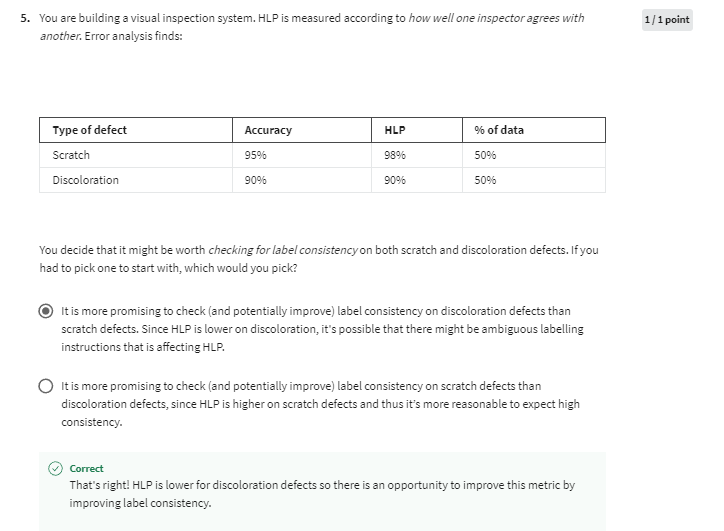 5. You are building a visual inspection system. HLP is measured according to how well one inspector agrees with
another. Error analysis finds:
1 / 1 point
Type of defect Accuracy HLP % of data
Scratch 95% 98% 50%
Discoloration 90% 90% 50%
You decide that it might be worth checking for label consistency on both scratch and discoloration defects. If you
had to pick one to start with, which would you pick?
It is more promising to check (and potentially improve) label consistency on discoloration defects than
scratch defects. Since HLP is lower on discoloration, it's possible that there might be ambiguous labelling
instructions that is affecting HLP.
It is more promising to check (and potentially improve) label consistency on scratch defects than
discoloration defects, since HLP is higher on scratch defects and thus it's more reasonable to expect high
consistency.
Correct
That's right! HLP is lower for discoloration defects so there is an opportunity to improve this metric by
improving label consistency.